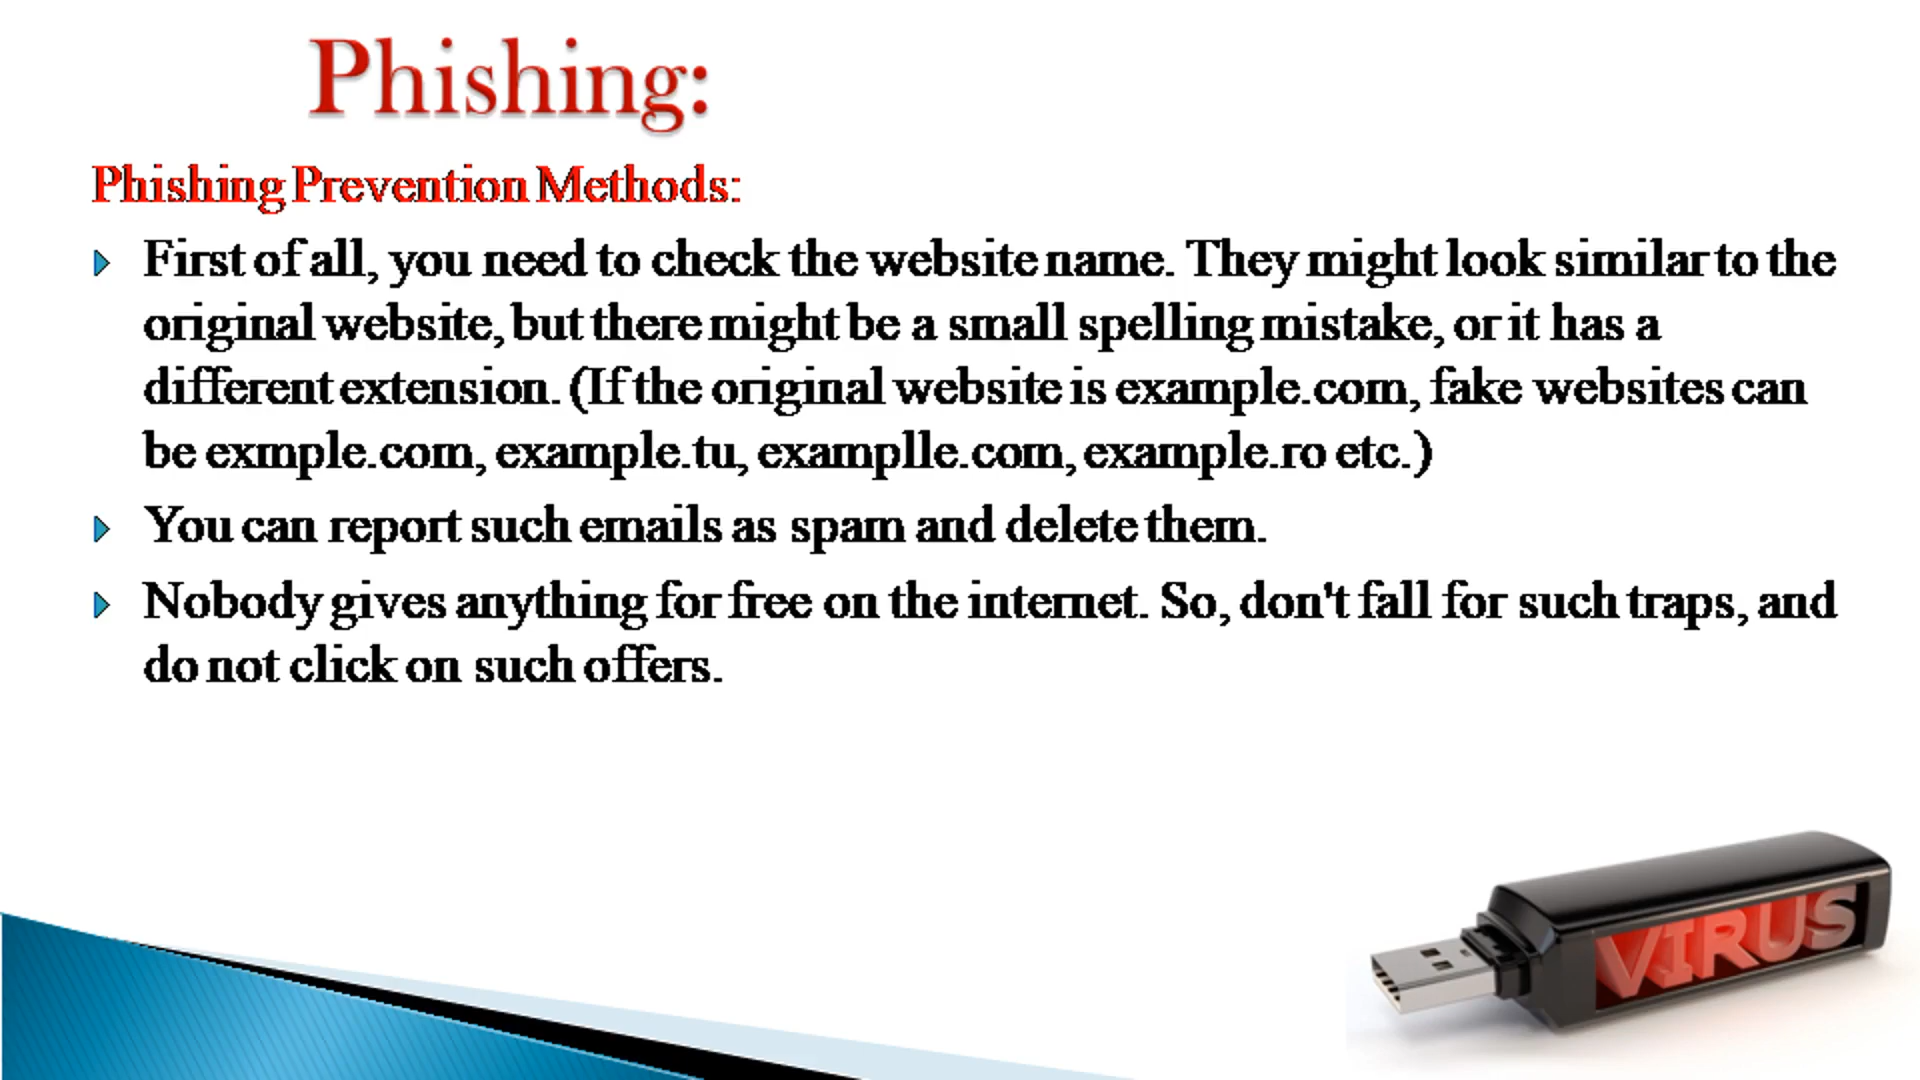 Phishing:
Phishing Prevention Methods:
First of all, you need to check the website name. They might look similar to the
original website, but there might be a small spelling mistake, or it has a
different extension. (If the original website is example.com, fake websites can
be exmple.com, example.tu, examplle.com, example.ro etc.)
You can report such emails as spam and delete them.
Nobody gives anything for free on the internet. So, don't fall for such traps, and
do not click on such offers.
VIRUS